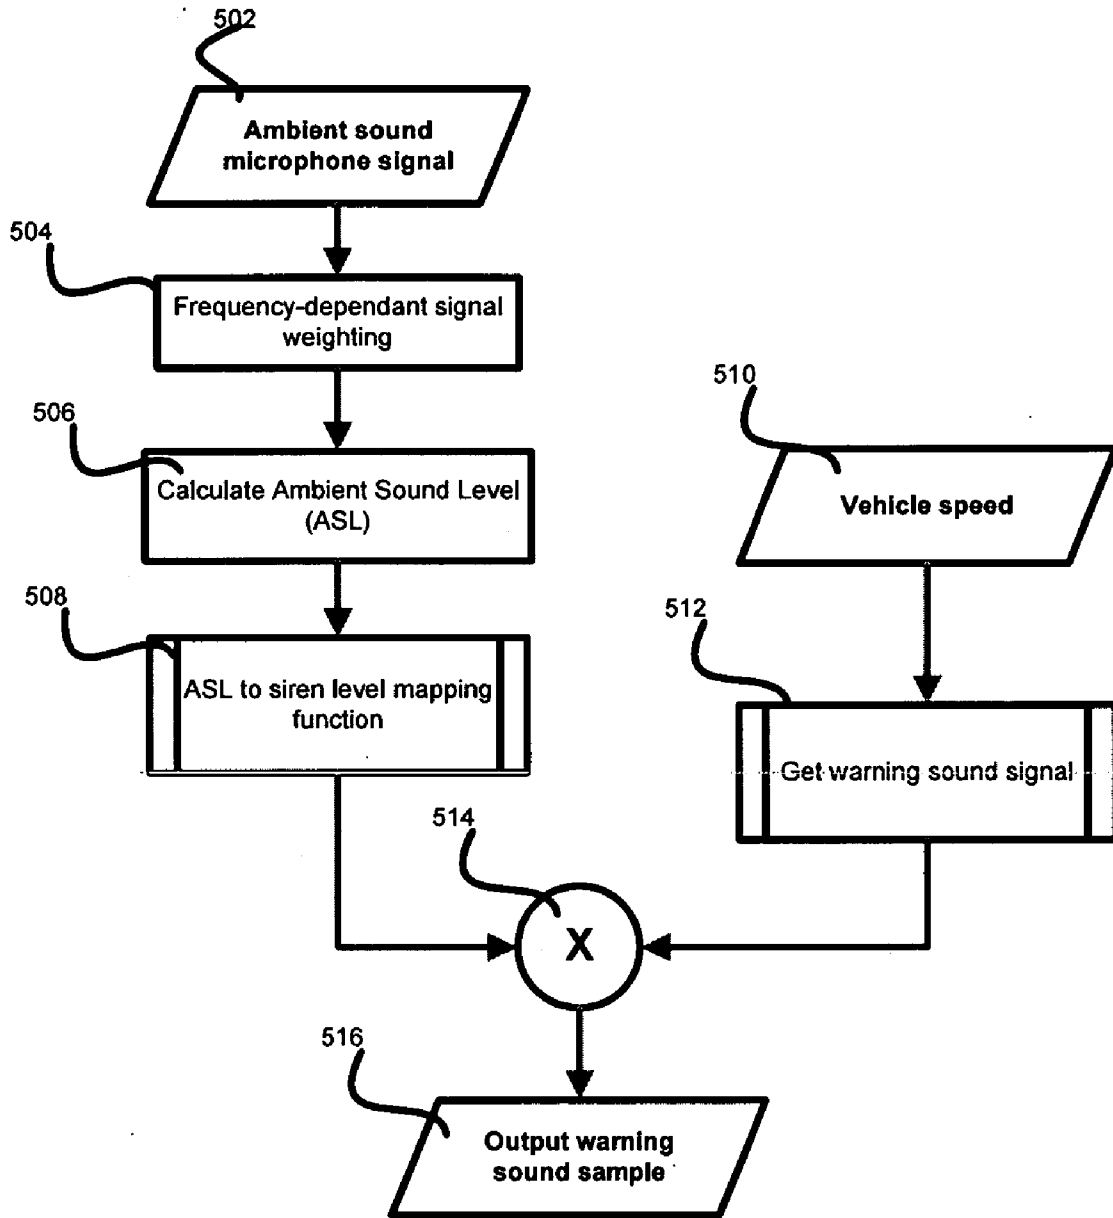 502
Ambient sound
microphone signal
504
Frequency-dependant signal
weighting
506
Calculate Ambient Sound Level
(ASL)
508
ASL to siren level mapping
function
510
Vehicle speed
512
Get warning sound signal
514
X
516
Output warning
sound sample